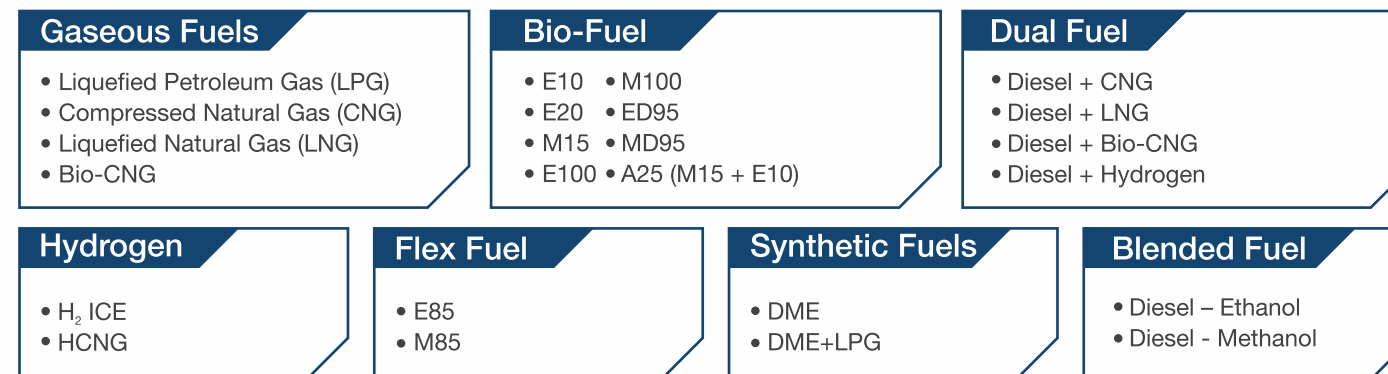 Gaseous Fuels
• Liquefied Petroleum Gas (LPG)
• Compressed Natural Gas (CNG)
• Liquefied Natural Gas (LNG)
• Bio-CNG
Bio-Fuel
• E10 • M100
• E20 • ED95
• M15 • MD95
• E100 • A25 (M15 + E10)
Dual Fuel
• Diesel + CNG
• Diesel + LNG
• Diesel + Bio-CNG
• Diesel + Hydrogen
Hydrogen
• H₂ ICE
• HCNG
Flex Fuel
• E85
• M85
Synthetic Fuels
• DME
• DME+LPG
Blended Fuel
• Diesel – Ethanol
• Diesel - Methanol